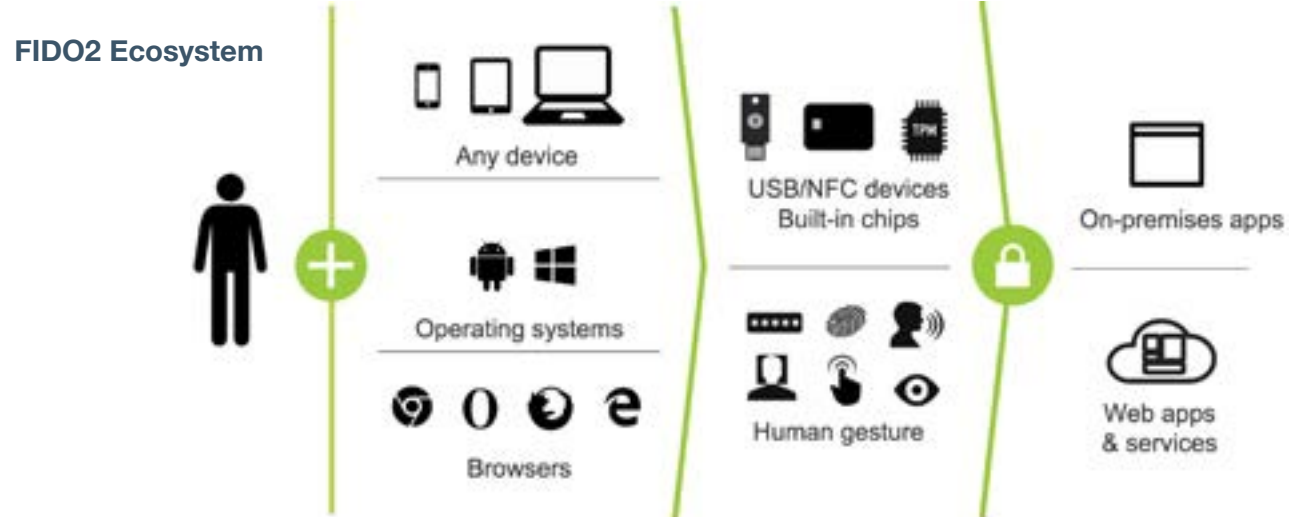 FIDO2 Ecosystem
Any device
Operating systems
Browsers
TPM
USB/NFC devices
Built-in chips
Human gesture
On-premises apps
Web apps
& services